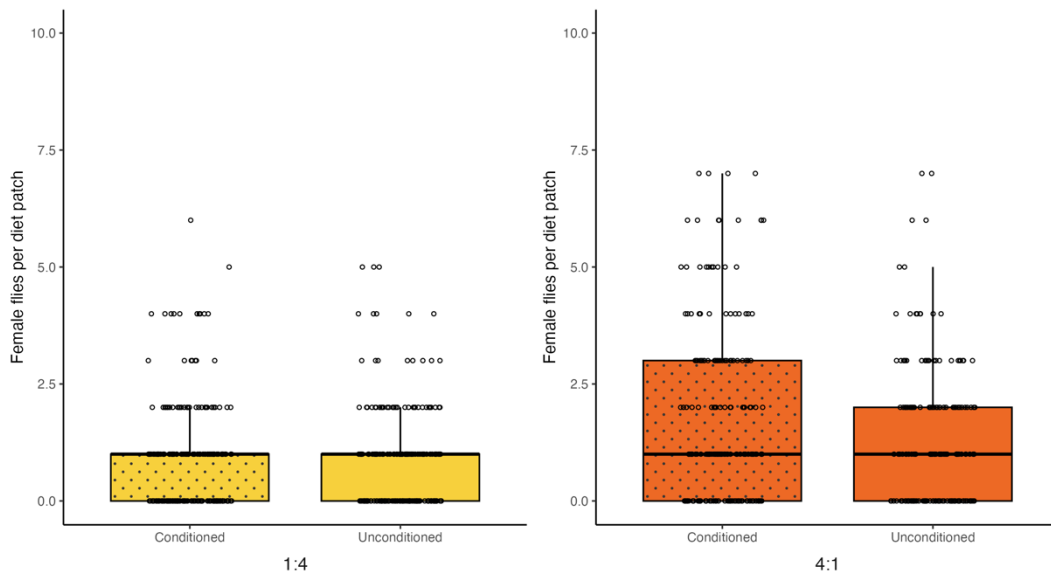 Female flies per diet patch
10.0
7.5
5.0
2.5
0.0
Conditioned
Unconditioned
1:4
Female flies per diet patch
10.0
7.5
5.0
2.5
0.0
Conditioned
Unconditioned
4:1